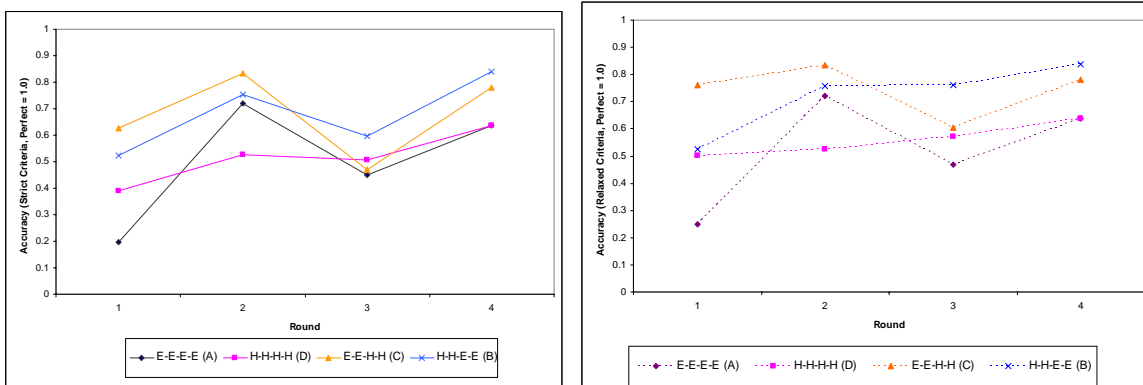 Accuracy (Strict Criteria, Perfect = 1.0)
1
0.9
0.8
0.7
0.6
0.5
0.4
0.3
0.2
0.1
0
1 2 3 4
Round
E-E-E-E (A) H-H-H-H (D) E-E-H-H (C) H-H-E-E (B)
Accuracy (Relaxed Criteria, Perfect = 1.0)
1
0.9
0.8
0.7
0.6
0.5
0.4
0.3
0.2
0.1
0
1 2 3 4
Round
E-E-E-E (A) H-H-H-H (D) E-E-H-H (C) H-H-E-E (B)